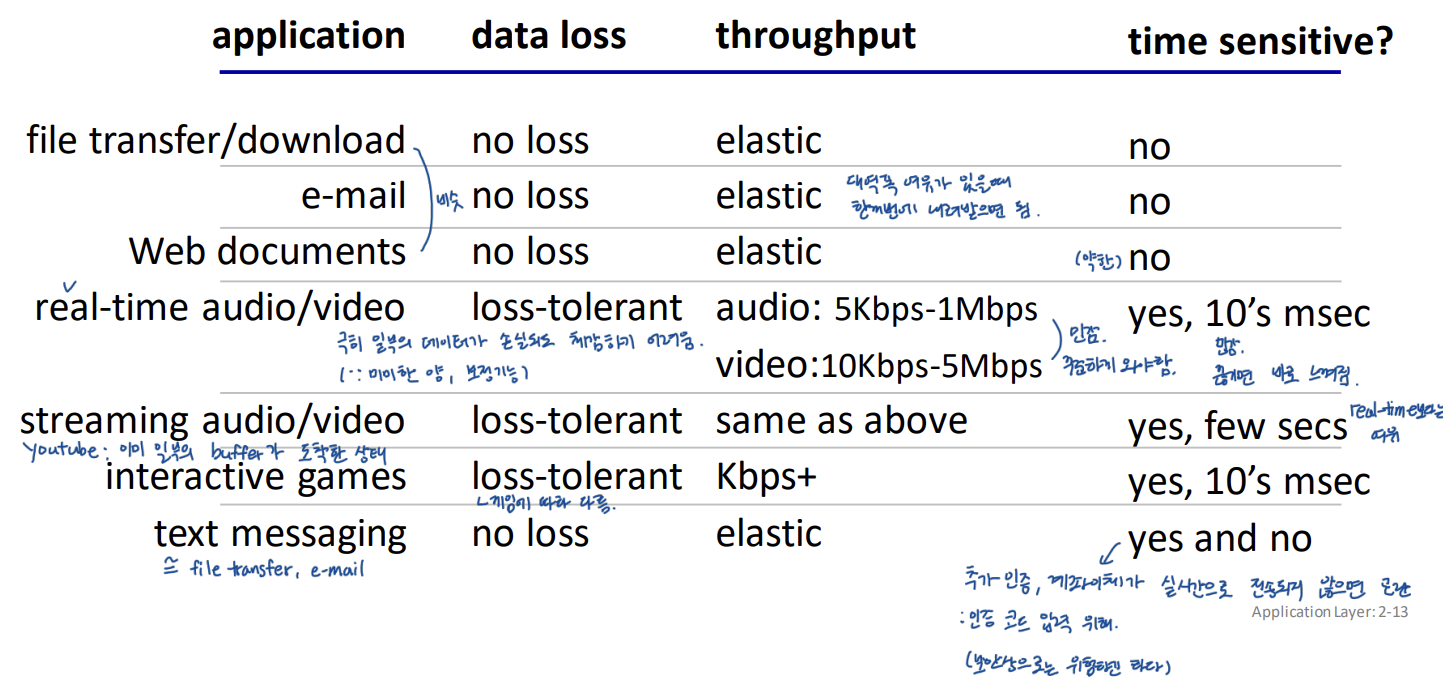 application data loss throughput time sensitive?
file transfer/download no loss elastic no
e-mail 비슷 no loss elastic 대역폭 여유가 있을때 no
한꺼번에 내려받으면 됨.
Web documents no loss elastic (약한) no
real-time audio/video loss-tolerant audio: 5Kbps-1Mbps yes, 10's msec
극히 일부의 데이터가 손실되도 체감하기 어려움. 민감. 민감.
(∵ 미미한 양, 보정기능) video:10Kbps-5Mbps 꾸준하게 와야함. 끊기면 바로 느껴짐.
streaming audio/video loss-tolerant same as above yes, few secs real-time보다는
여유
Youtube: 이미 일부의 buffer가 도착한 상태
interactive games loss-tolerant Kbps+ yes, 10's msec
게임에 따라 다름.
text messaging no loss elastic yes and no
≅ file transfer, e-mail
추가 인증, 계좌이체가 실시간으로 전송되지 않으면 곤란
Application Layer: 2-13
: 인증 코드 입력 위해.
(보안상으로는 위험하다)